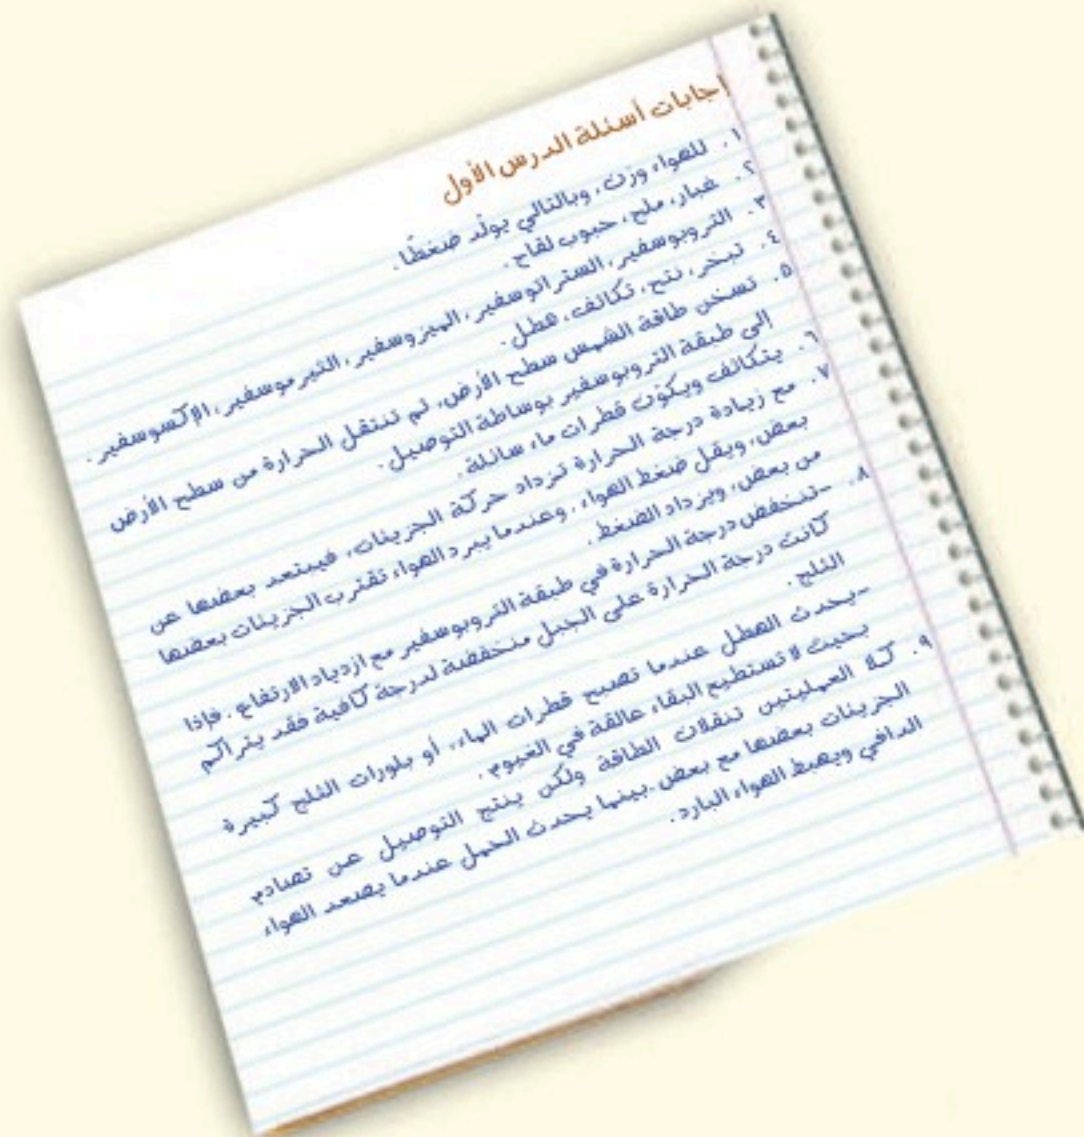 إجابات أسئلة الدرس الأول
١. للهواء وزن، وبالتالي يولّد ضغطًا.
٢. غبار، ملح، حبوب لقاح.
٣. التروبوسفير، الستراتوسفير، الميزوسفير، الثيرموسفير، الإكسوسفير.
٤. تبخر، نتح، تكاثف، هطل.
٥. تسخن طاقة الشمس سطح الأرض، ثم تنتقل الحرارة من سطح الأرض
إلى طبقة التروبوسفير بوساطة التوصيل.
٦. يتكاثف ويكوّن قطرات ماء سائلة.
٧. مع زيادة درجة الحرارة تزداد حركة الجزيئات، فيبتعد بعضها عن
بعض، ويقل ضغط الهواء، وعندما يبرد الهواء تقترب الجزيئات بعضها
من بعض، ويزداد الضغط.
٨. -تنخفض درجة الحرارة في طبقة التروبوسفير مع ازدياد الارتفاع. فإذا
كانت درجة الحرارة على الجبل منخفضة لدرجة كافية فقد يتراكم
الثلج.
-يحدث الهطل عندما تصبح قطرات الماء، أو بلورات الثلج كبيرة
بحيث لا تستطيع البقاء عالقة في الغيوم.
٩. كلا العمليتين تنقلان الطاقة ولكن ينتج التوصيل عن تصادم
الجزيئات بعضها مع بعض. بينما يحدث الحمل عندما يصعد الهواء
الدافي ويهبط الهواء البارد.